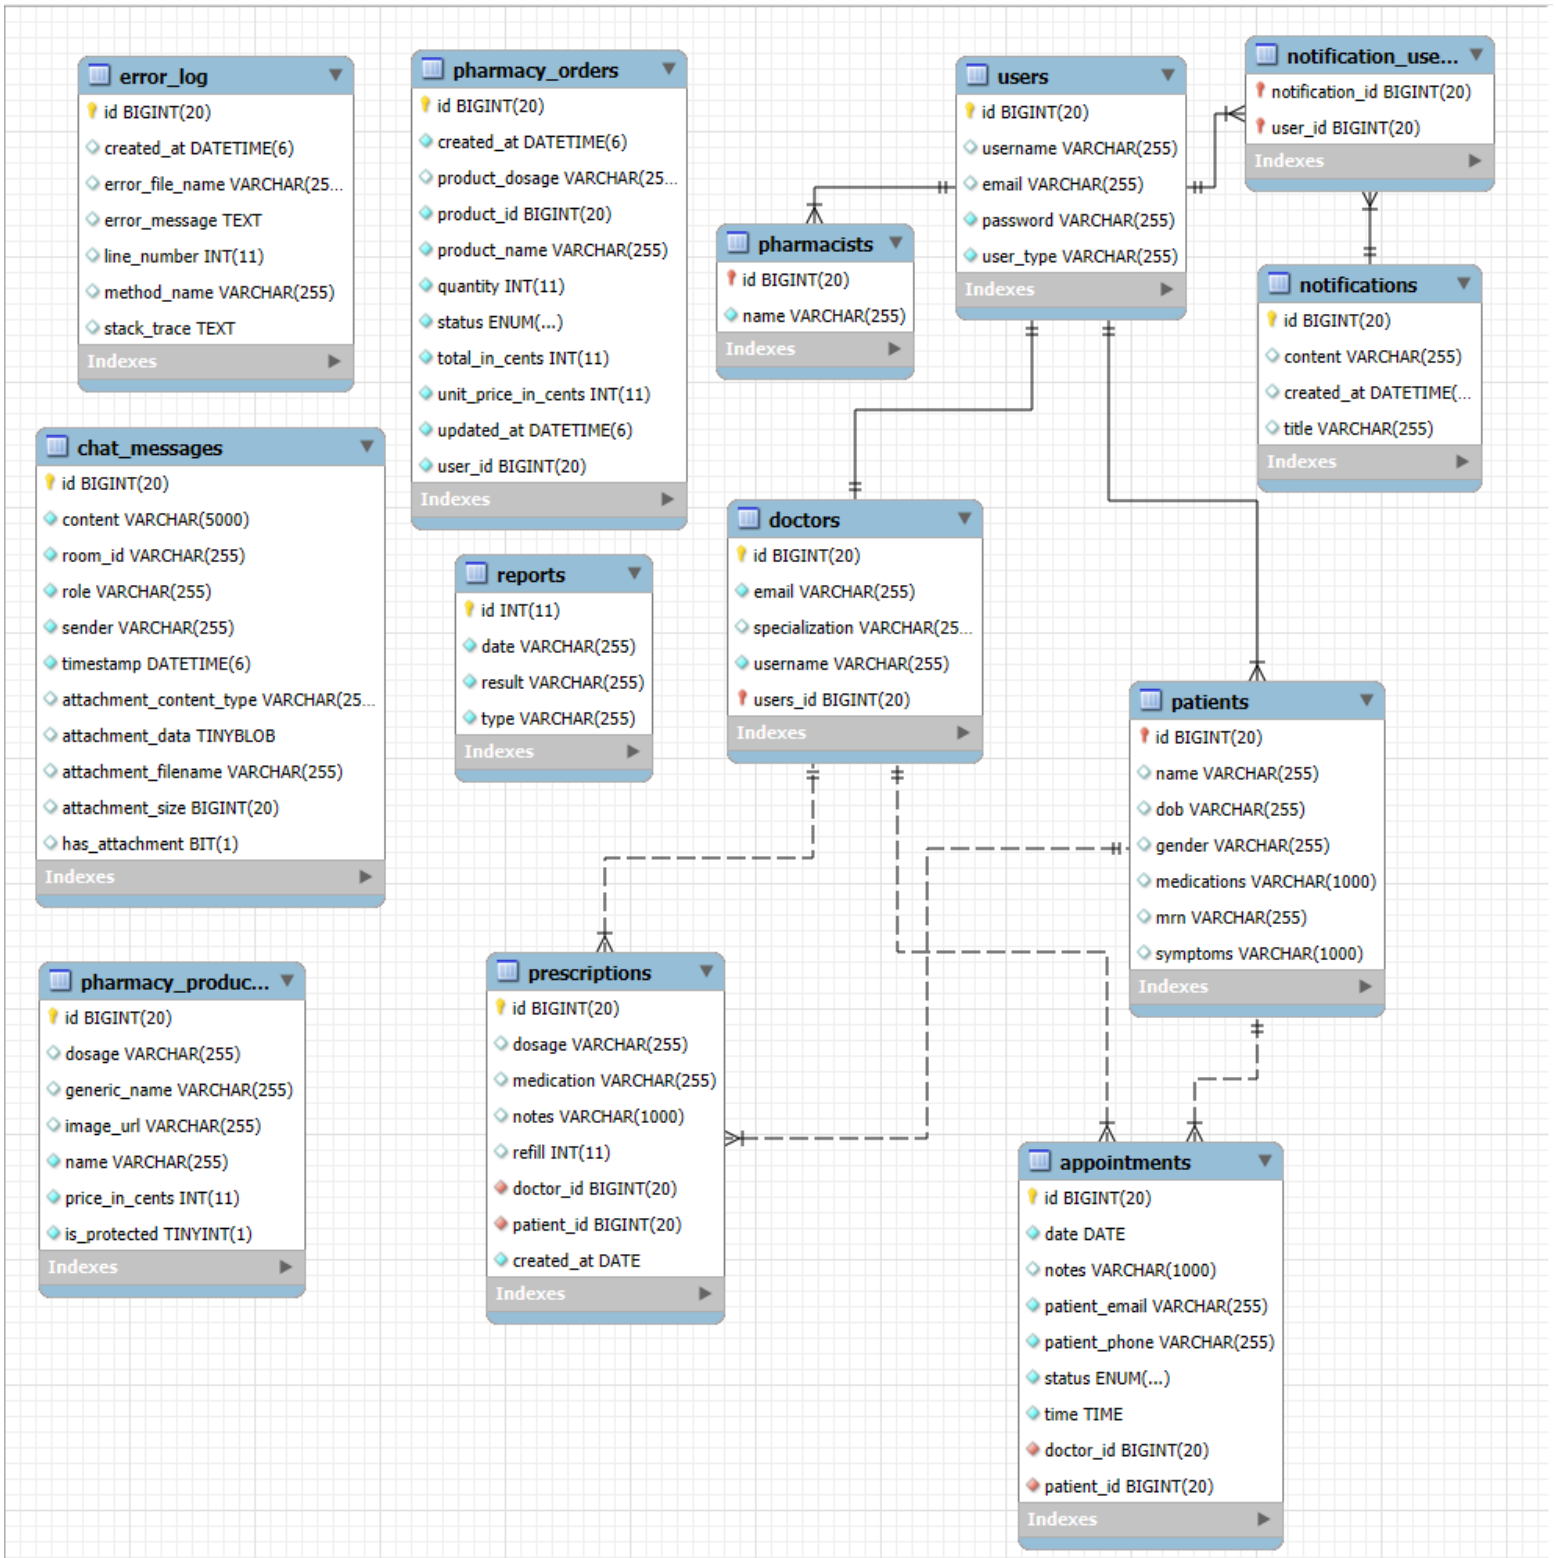 error_log
id BIGINT(20)
created_at DATETIME(6)
error_file_name VARCHAR(25...
error_message TEXT
line_number INT(11)
method_name VARCHAR(255)
stack_trace TEXT
Indexes
pharmacy_orders
id BIGINT(20)
created_at DATETIME(6)
product_dosage VARCHAR(25...
product_id BIGINT(20)
product_name VARCHAR(255)
quantity INT(11)
status ENUM(...)
total_in_cents INT(11)
unit_price_in_cents INT(11)
updated_at DATETIME(6)
user_id BIGINT(20)
Indexes
users
id BIGINT(20)
username VARCHAR(255)
email VARCHAR(255)
password VARCHAR(255)
user_type VARCHAR(255)
Indexes
notification_use...
notification_id BIGINT(20)
user_id BIGINT(20)
Indexes
pharmacists
id BIGINT(20)
name VARCHAR(255)
Indexes
notifications
id BIGINT(20)
content VARCHAR(255)
created_at DATETIME(...
title VARCHAR(255)
Indexes
chat_messages
id BIGINT(20)
content VARCHAR(5000)
room_id VARCHAR(255)
role VARCHAR(255)
sender VARCHAR(255)
timestamp DATETIME(6)
attachment_content_type VARCHAR(25...
attachment_data TINYBLOB
attachment_filename VARCHAR(255)
attachment_size BIGINT(20)
has_attachment BIT(1)
Indexes
reports
id INT(11)
date VARCHAR(255)
result VARCHAR(255)
type VARCHAR(255)
Indexes
doctors
id BIGINT(20)
email VARCHAR(255)
specialization VARCHAR(25...
username VARCHAR(255)
users_id BIGINT(20)
Indexes
patients
id BIGINT(20)
name VARCHAR(255)
dob VARCHAR(255)
gender VARCHAR(255)
medications VARCHAR(1000)
mrn VARCHAR(255)
symptoms VARCHAR(1000)
Indexes
pharmacy_produc...
id BIGINT(20)
dosage VARCHAR(255)
generic_name VARCHAR(255)
image_url VARCHAR(255)
name VARCHAR(255)
price_in_cents INT(11)
is_protected TINYINT(1)
Indexes
prescriptions
id BIGINT(20)
dosage VARCHAR(255)
medication VARCHAR(255)
notes VARCHAR(1000)
refill INT(11)
doctor_id BIGINT(20)
patient_id BIGINT(20)
created_at DATE
Indexes
appointments
id BIGINT(20)
date DATE
notes VARCHAR(1000)
patient_email VARCHAR(255)
patient_phone VARCHAR(255)
status ENUM(...)
time TIME
doctor_id BIGINT(20)
patient_id BIGINT(20)
Indexes